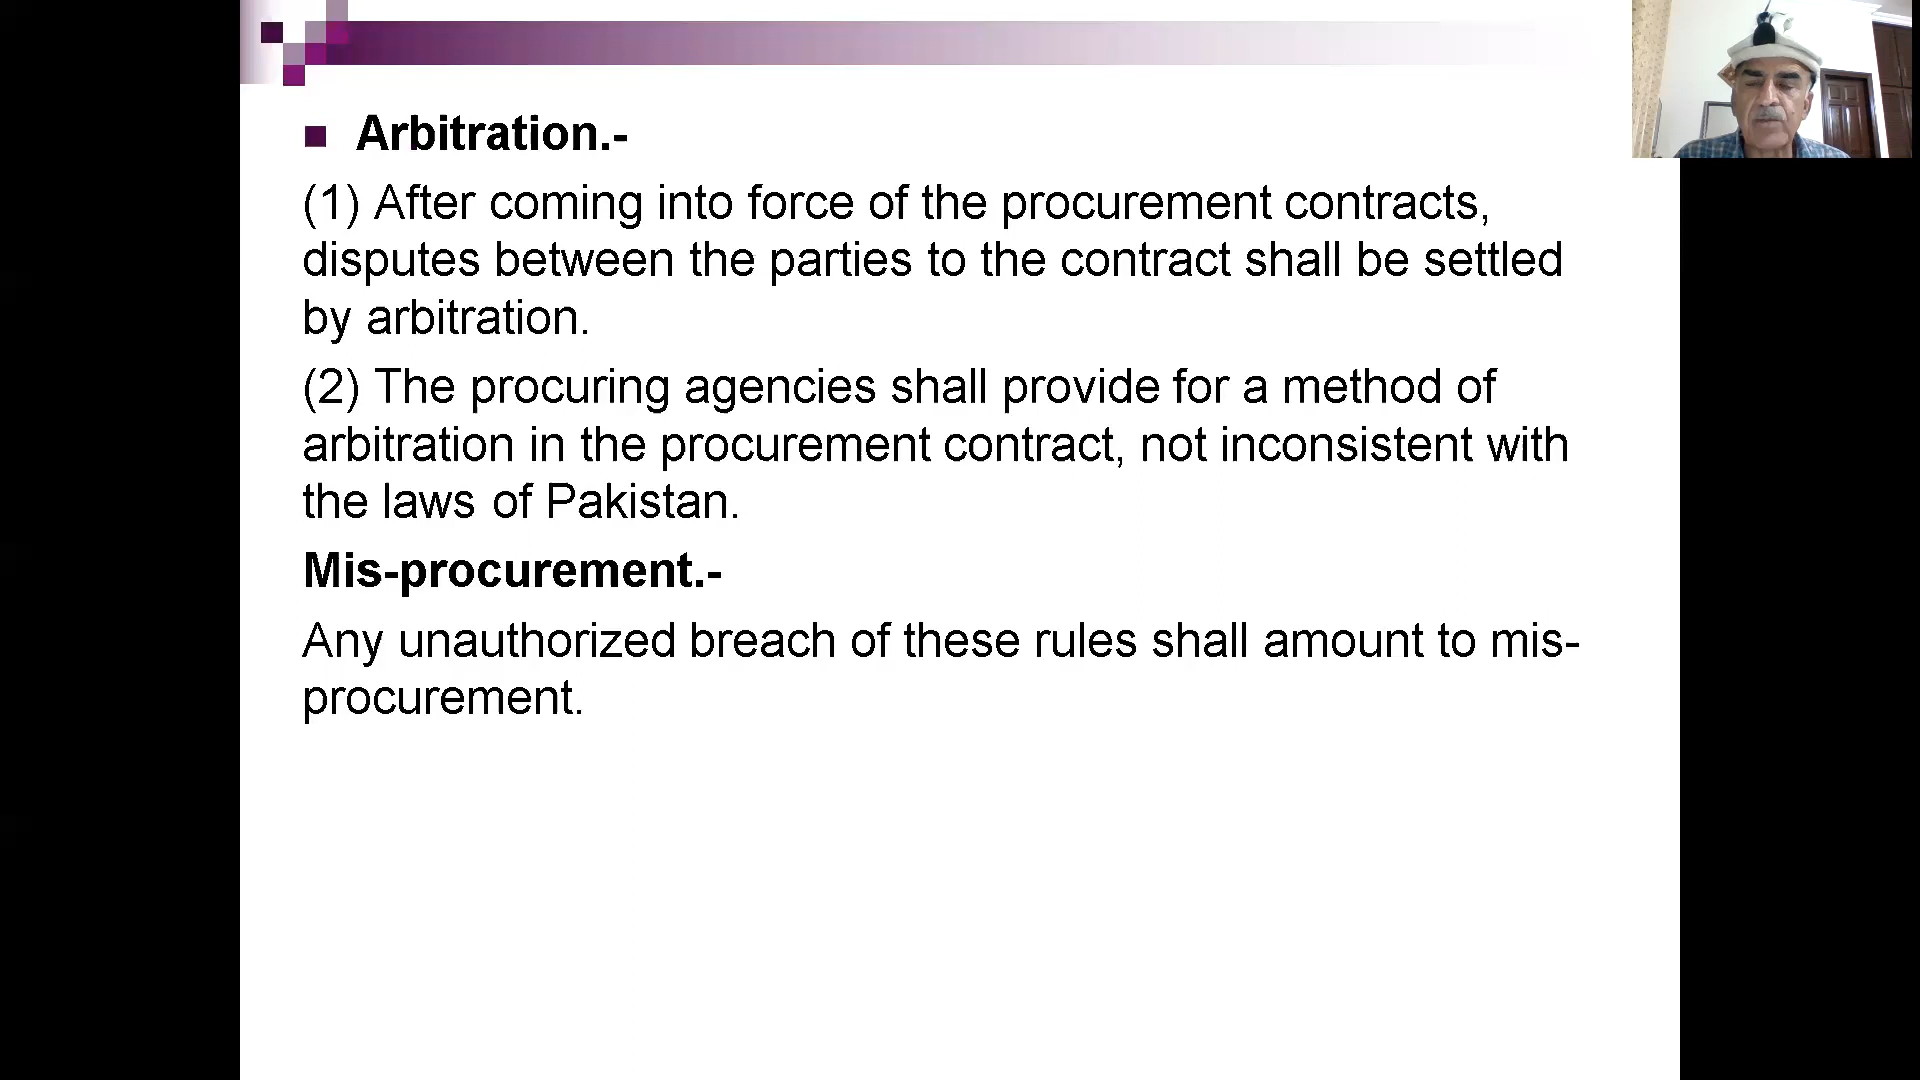 Arbitration.-
(1) After coming into force of the procurement contracts,
disputes between the parties to the contract shall be settled
by arbitration.
(2) The procuring agencies shall provide for a method of
arbitration in the procurement contract, not inconsistent with
the laws of Pakistan.
Mis-procurement.-
Any unauthorized breach of these rules shall amount to mis-
procurement.